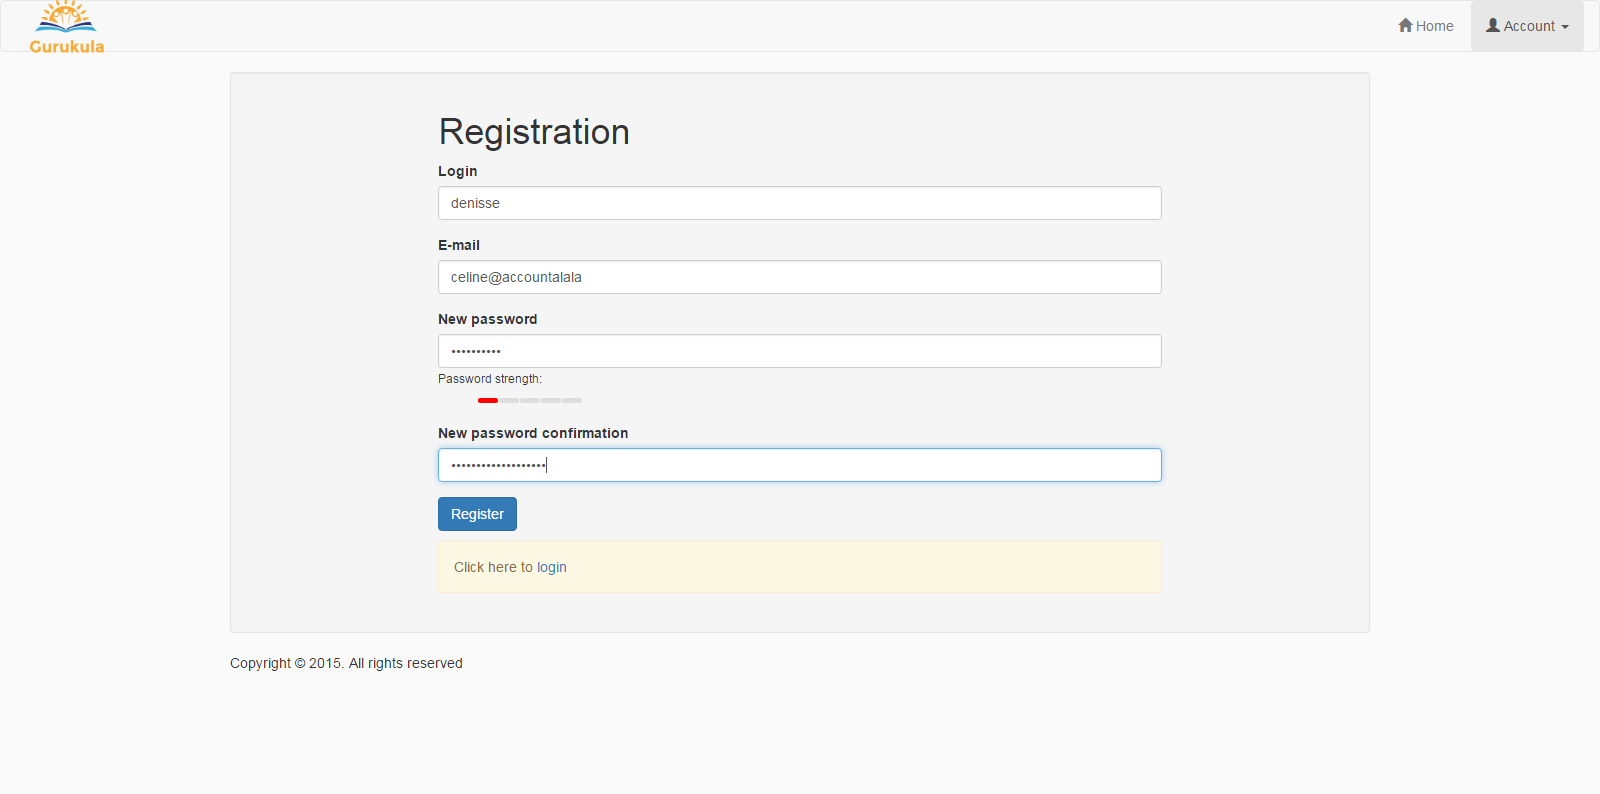 Gurukula
Home
Account
Registration
Login
denisse
E-mail
celine@accountalala
New password
••••••••••
Password strength:
New password confirmation
•••••••••••••••••••
Register
Click here to login
Copyright © 2015. All rights reserved